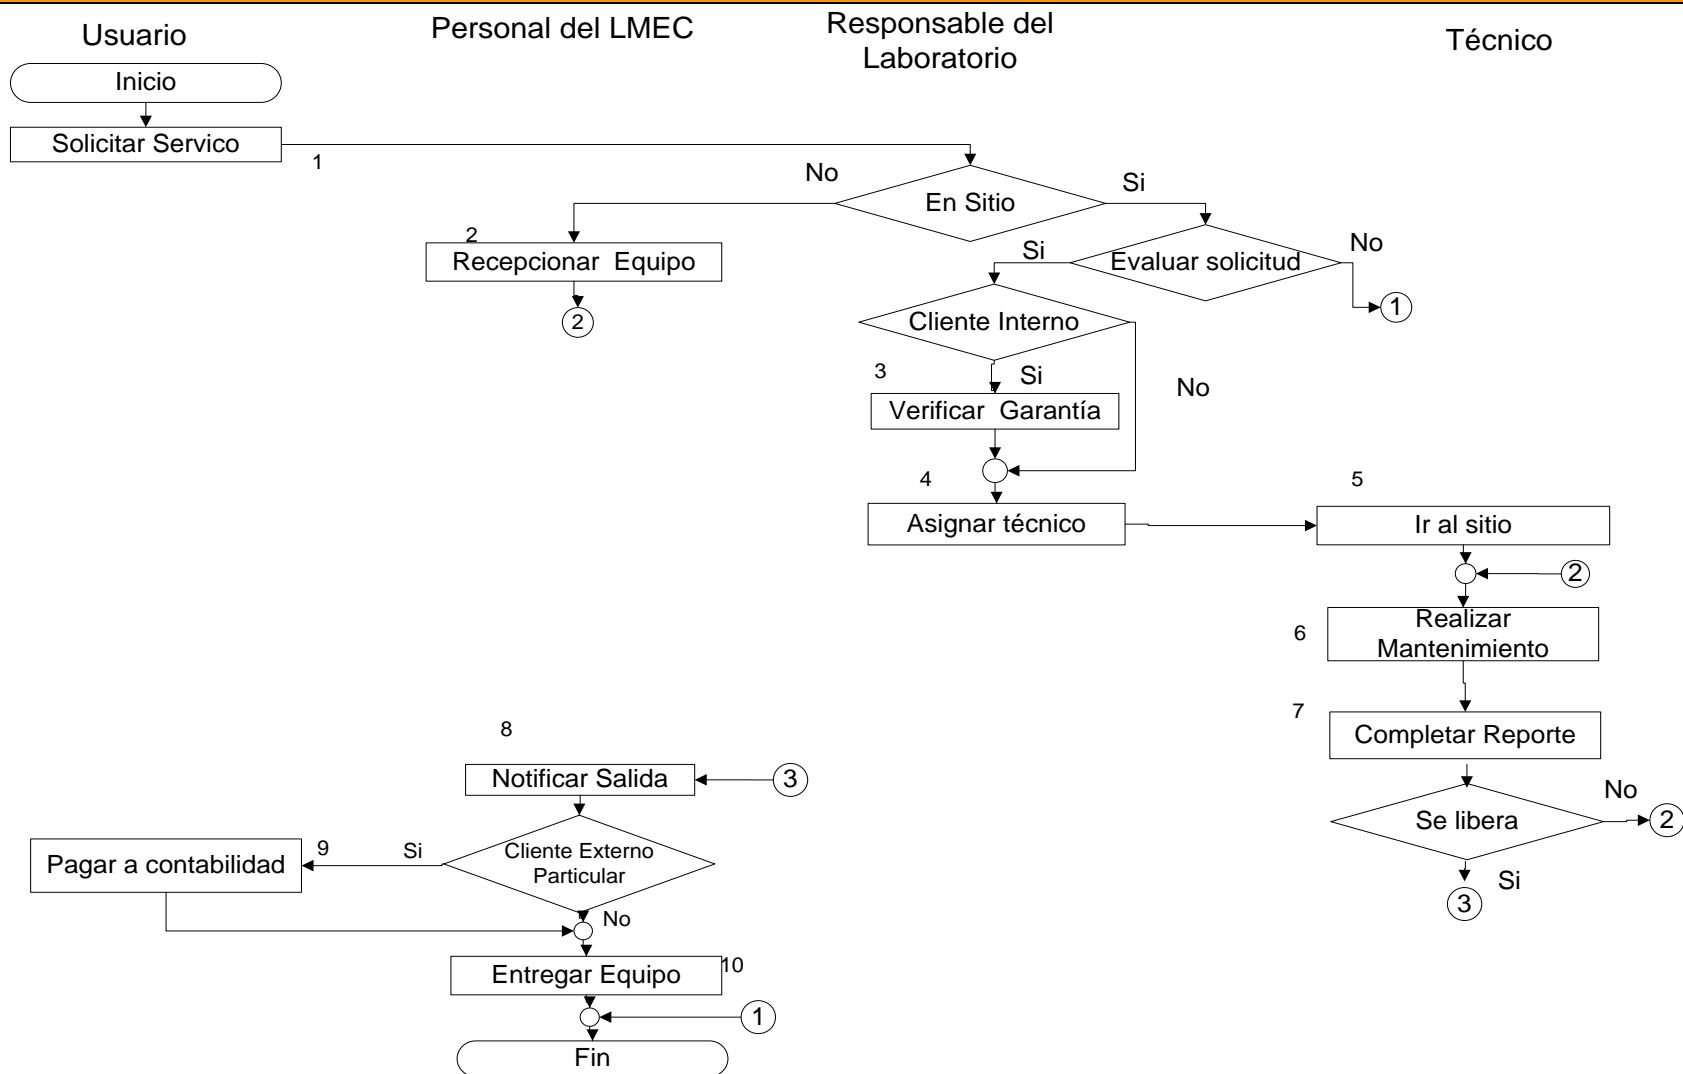 Usuario
Personal del LMEC
Responsable del
Laboratorio
Técnico
Inicio
Solicitar Servico
1
No
En Sitio
Si
2
Recepcionar Equipo
2
Si
Evaluar solicitud
No
1
Cliente Interno
3
Si
No
Verificar Garantía
4
Asignar técnico
5
Ir al sitio
2
6
Realizar
Mantenimiento
7
Completar Reporte
8
Notificar Salida
3
Se libera
No
2
Si
3
Pagar a contabilidad
9
Si
Cliente Externo
Particular
No
Entregar Equipo
10
1
Fin